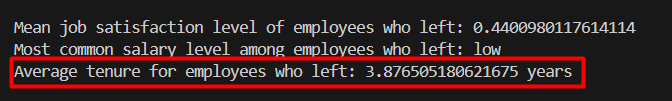 Mean job satisfaction level of employees who left: 0.4400980117614114
Most common salary level among employees who left: low
Average tenure for employees who left: 3.876505180621675 years